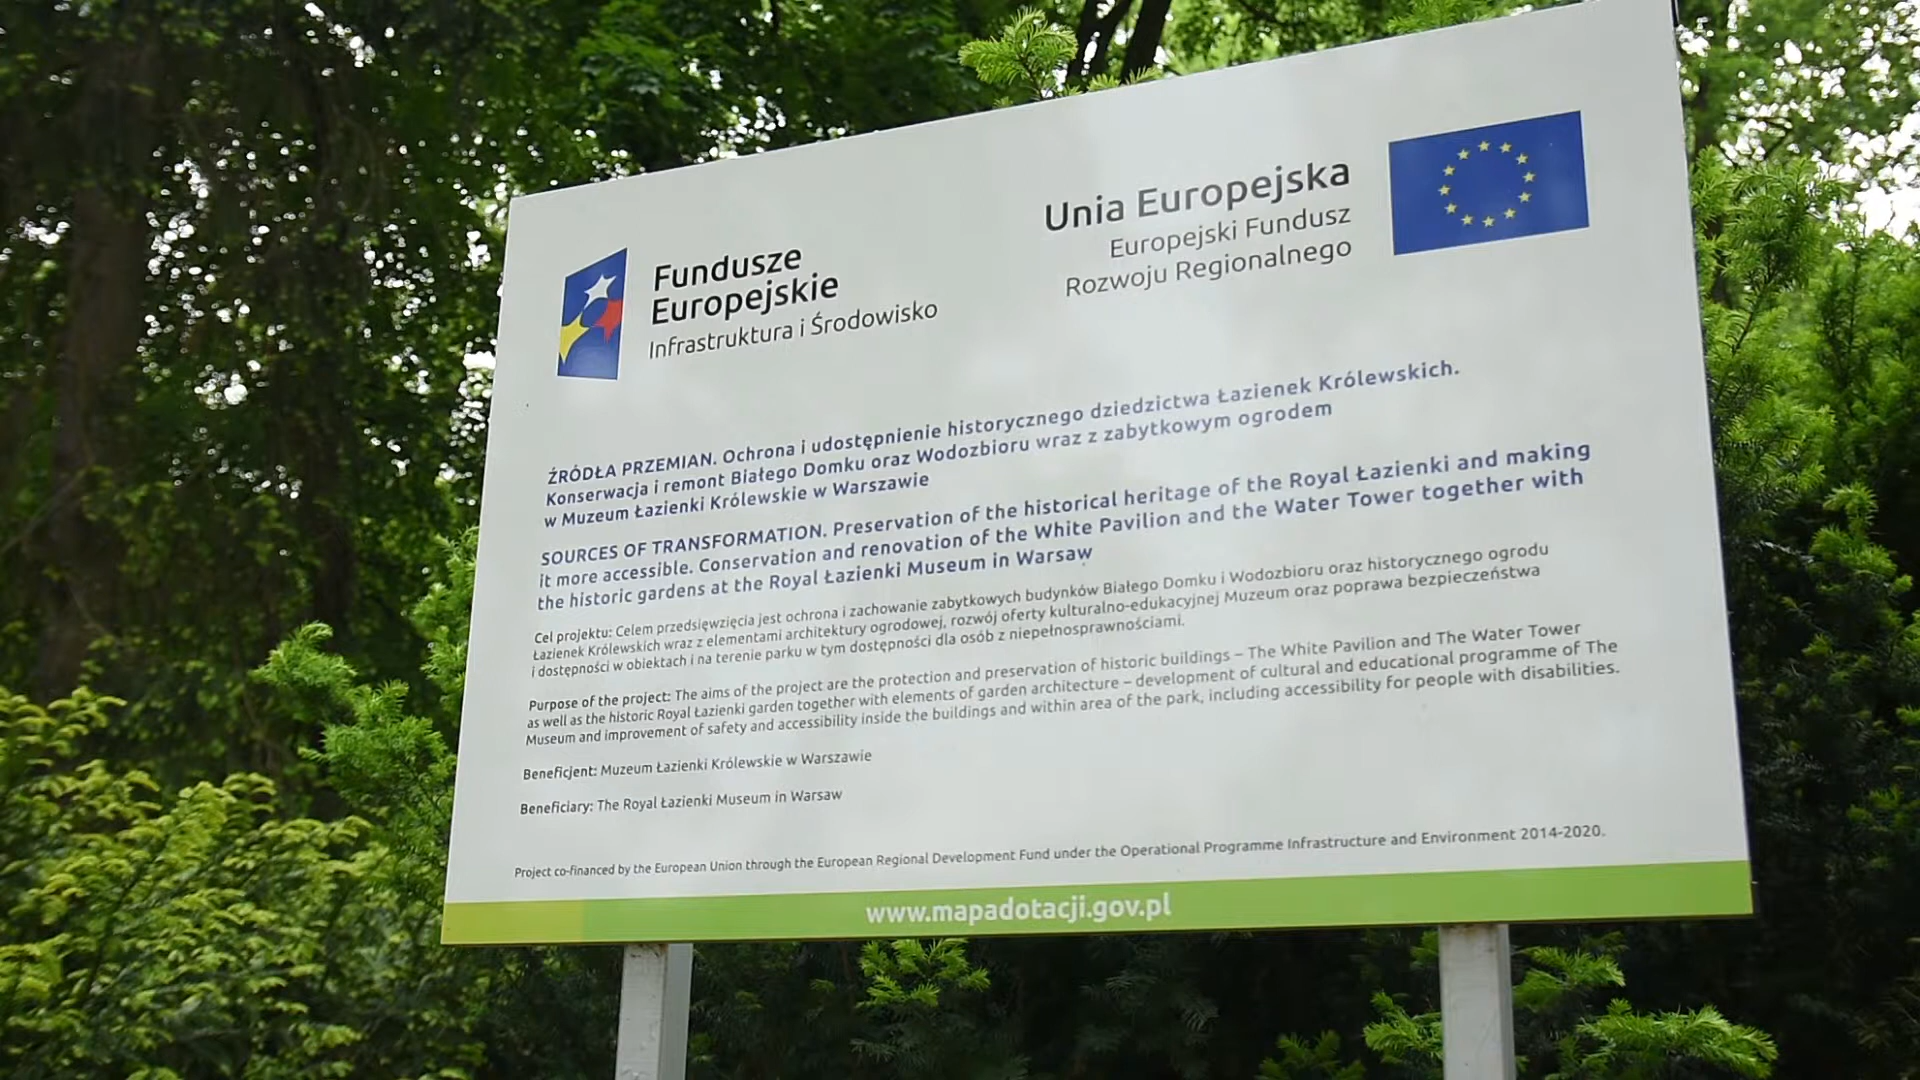 Fundusze
Europejskie
Infrastruktura i Środowisko
Unia Europejska
Europejski Fundusz
Rozwoju Regionalnego
ŹRÓDŁA PRZEMIAN. Ochrona i udostępnienie historycznego dziedzictwa Łazienek Królewskich.
Konserwacja i remont Białego Domku oraz Wodozbioru wraz z zabytkowym ogrodem
w Muzeum Łazienki Królewskie w Warszawie
SOURCES OF TRANSFORMATION. Preservation of the historical heritage of the Royal Łazienki and making
it more accessible. Conservation and renovation of the White Pavilion and the Water Tower together with
the historic gardens at the Royal Łazienki Museum in Warsaw
Cel projektu: Celem przedsięwzięcia jest ochrona i zachowanie zabytkowych budynków Białego Domku i Wodozbioru oraz historycznego ogrodu
Łazienek Królewskich wraz z elementami architektury ogrodowej, rozwój oferty kulturalno-edukacyjnej Muzeum oraz poprawa bezpieczeństwa
i dostępności w obiektach i na terenie parku w tym dostępności dla osób z niepełnosprawnościami.
Purpose of the project: The aims of the project are the protection and preservation of historic buildings – The White Pavilion and The Water Tower
as well as the historic Royal Łazienki garden together with elements of garden architecture – development of cultural and educational programme of The
Museum and improvement of safety and accessibility inside the buildings and within area of the park, including accessibility for people with disabilities.
Beneficjent: Muzeum Łazienki Królewskie w Warszawie
Beneficiary: The Royal Łazienki Museum in Warsaw
Project co-financed by the European Union through the European Regional Development Fund under the Operational Programme Infrastructure and Environment 2014-2020.
www.mapadotacji.gov.pl